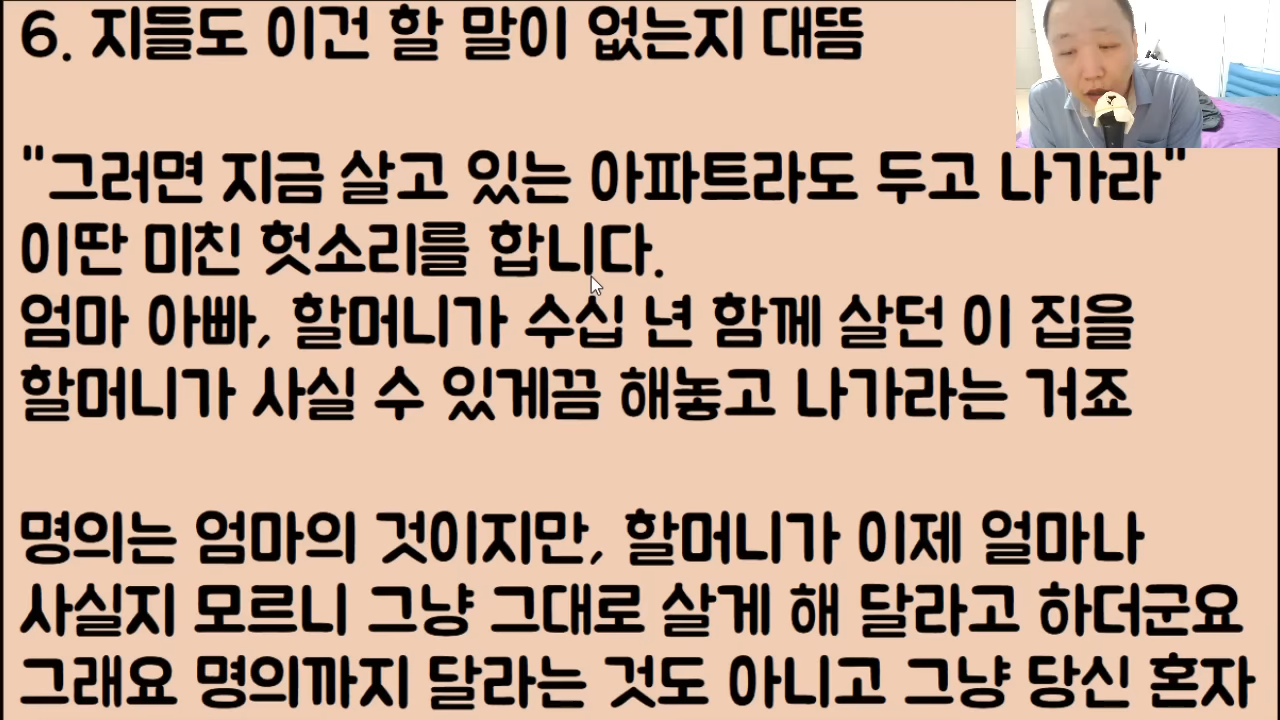 6. 지들도 이건 할 말이 없는지 대뜸
"그러면 지금 살고 있는 아파트라도 두고 나가라"
이딴 미친 헛소리를 합니다.
엄마 아빠, 할머니가 수십 년 함께 살던 이 집을
할머니가 사실 수 있게끔 해놓고 나가라는 거죠
명의는 엄마의 것이지만, 할머니가 이제 얼마나
사실지 모르니 그냥 그대로 살게 해 달라고 하더군요
그래요 명의까지 달라는 것도 아니고 그냥 당신 혼자